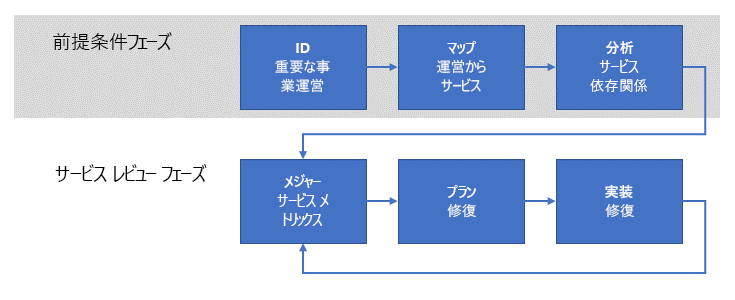 前提条件フェーズ
ID
重要な事
業運営
マップ
運営から
サービス
分析
サービス
依存関係
サービス レビュー フェーズ
メジャー
サービス メ
トリックス
プラン
修復
実装
修復